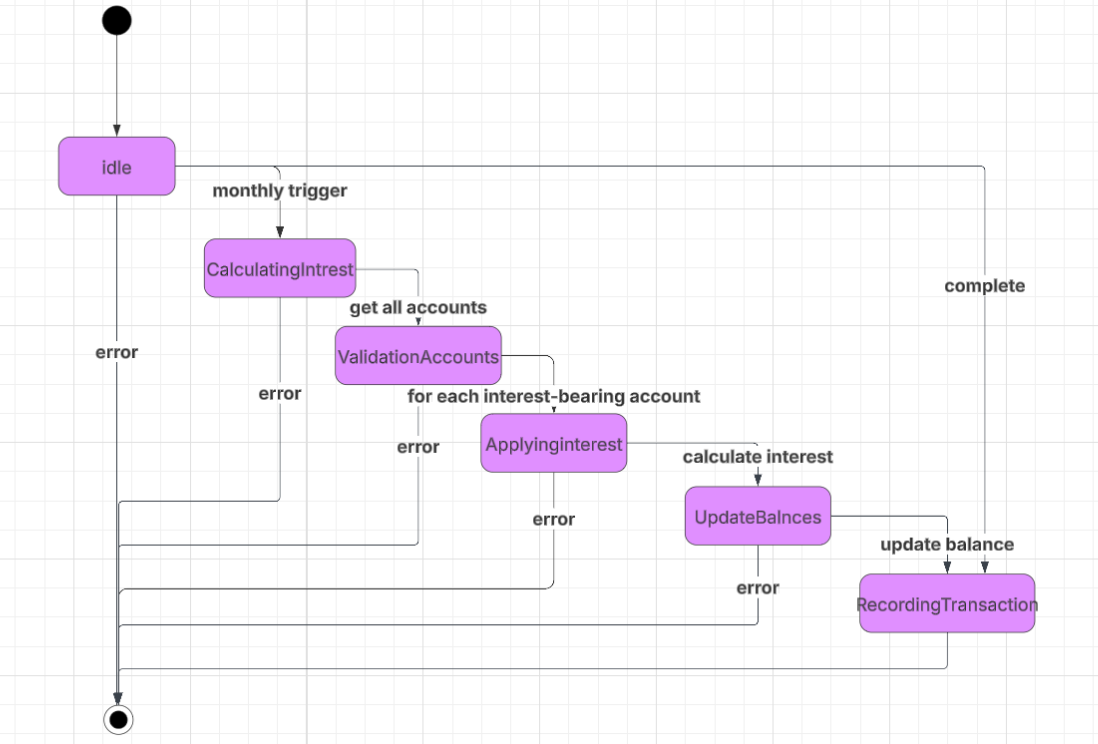 idle
monthly trigger
CalculatingIntrest
complete
get all accounts
error
ValidationAccounts
error
for each interest-bearing account
error
Applyinginterest
calculate interest
error
UpdateBalnces
update balance
error
RecordingTransaction